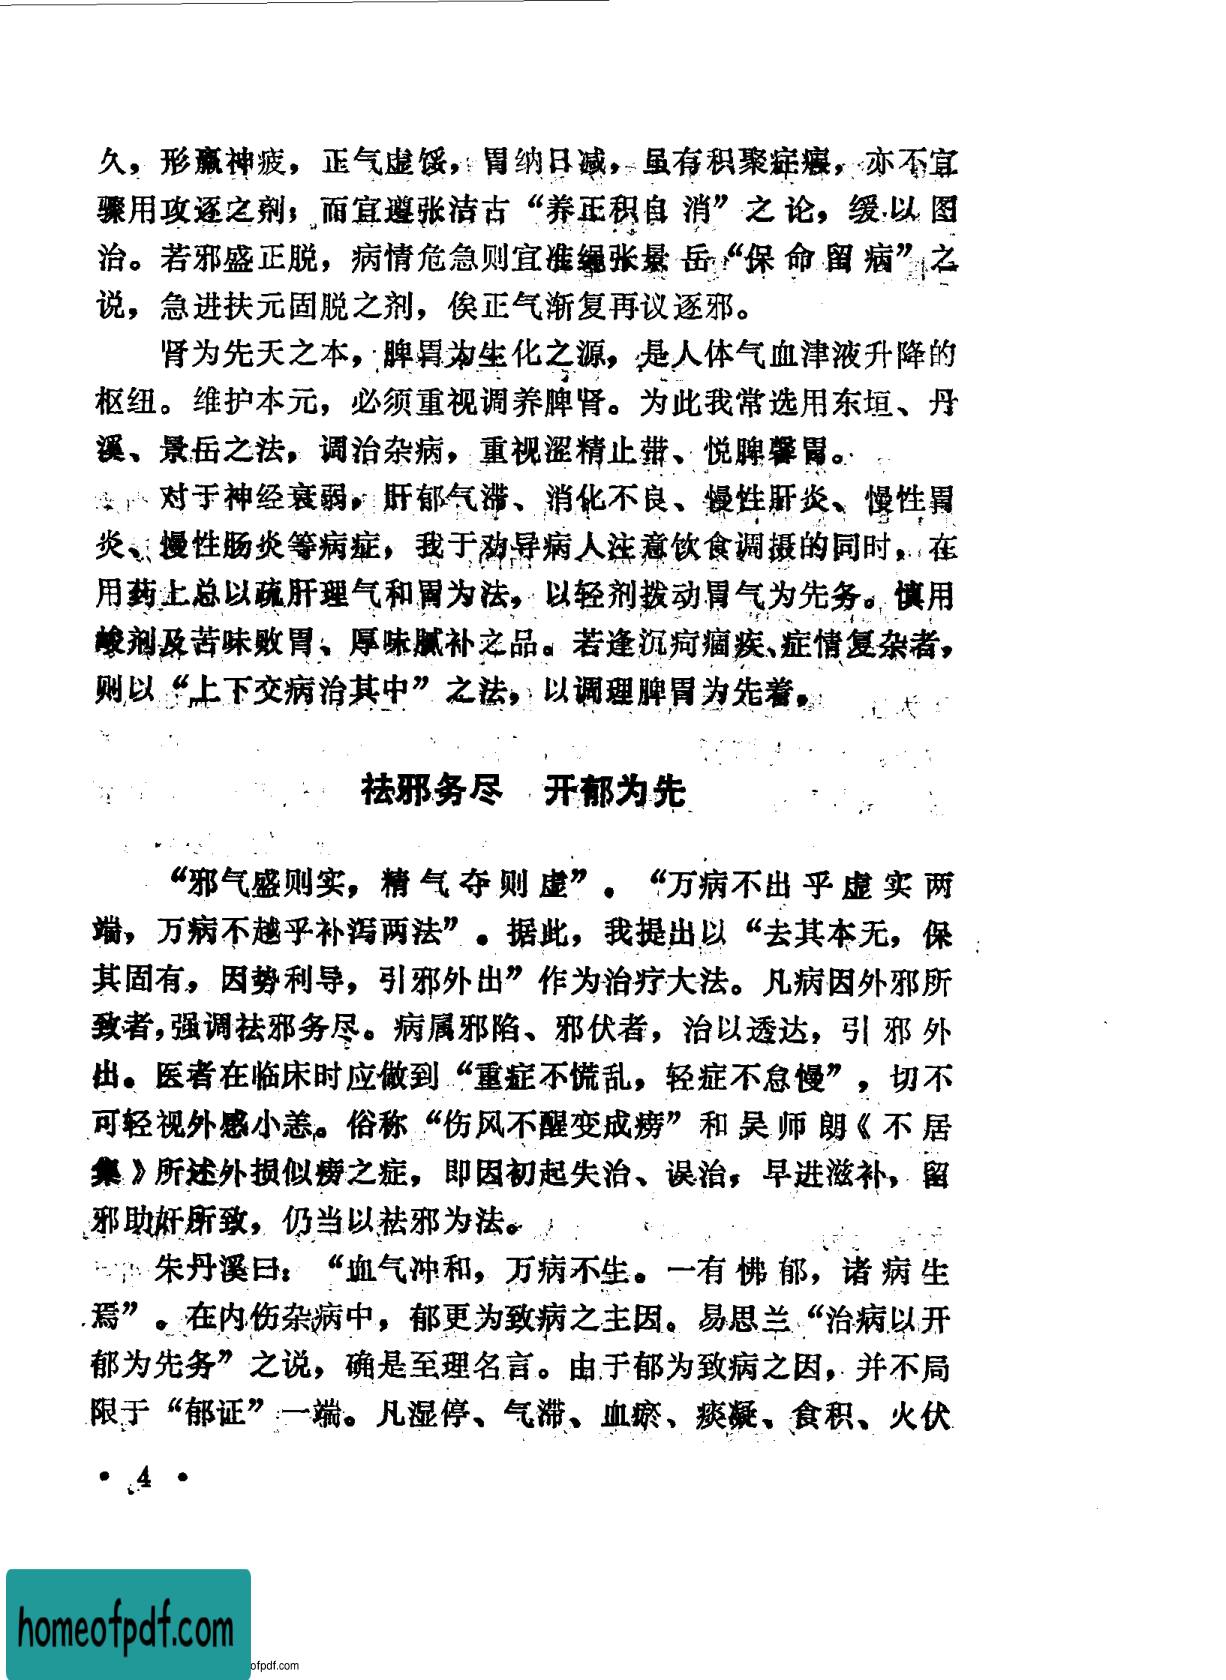 久，形羸神疲，正气虚馁，胃纳日减，虽有积聚症瘕，亦不宜
骤用攻逐之剂；而宜遵张洁古“养正积自消”之论，缓以图
治。若邪盛正脱，病情危急则宜准绳张景岳“保命留病”之
说，急进扶元固脱之剂，俟正气渐复再议逐邪。
肾为先天之本，脾胃为生化之源，是人体气血津液升降的
枢纽。维护本元，必须重视调养脾肾。为此我常选用东垣、丹
溪、景岳之法，调治杂病，重视涩精止带、悦脾馨胃。
对于神经衰弱，肝郁气滞、消化不良、慢性肝炎、慢性胃
炎、慢性肠炎等病症，我于劝导病人注意饮食调摄的同时，在
用药上总以疏肝理气和胃为法，以轻剂拨动胃气为先务。慎用
峻剂及苦味败胃、厚味腻补之品。若逢沉疴痼疾、症情复杂者，
则以“上下交病治其中”之法，以调理脾胃为先着。
祛邪务尽 开郁为先
“邪气盛则实，精气夺则虚”。“万病不出乎虚实两
端，万病不越乎补泻两法”。据此，我提出以“去其本无，保
其固有，因势利导，引邪外出”作为治疗大法。凡病因外邪所
致者，强调祛邪务尽。病属邪陷、邪伏者，治以透达，引邪外
出。医者在临床时应做到“重症不慌乱，轻症不怠慢”，切不
可轻视外感小恙。俗称“伤风不醒变成痨”和吴师朗《不居
集》所述外损似痨之症，即因初起失治、误治，早进滋补，留
邪助奸所致，仍当以祛邪为法。
朱丹溪曰：“血气冲和，万病不生。一有怫郁，诸病生
焉”。在内伤杂病中，郁更为致病之主因。易思兰“治病以开
郁为先务”之说，确是至理名言。由于郁为致病之因，并不局
限于“郁证”一端。凡湿停、气滞、血瘀、痰凝、食积、火伏
• 4 •
homeofpdf.com
ofpdf.com